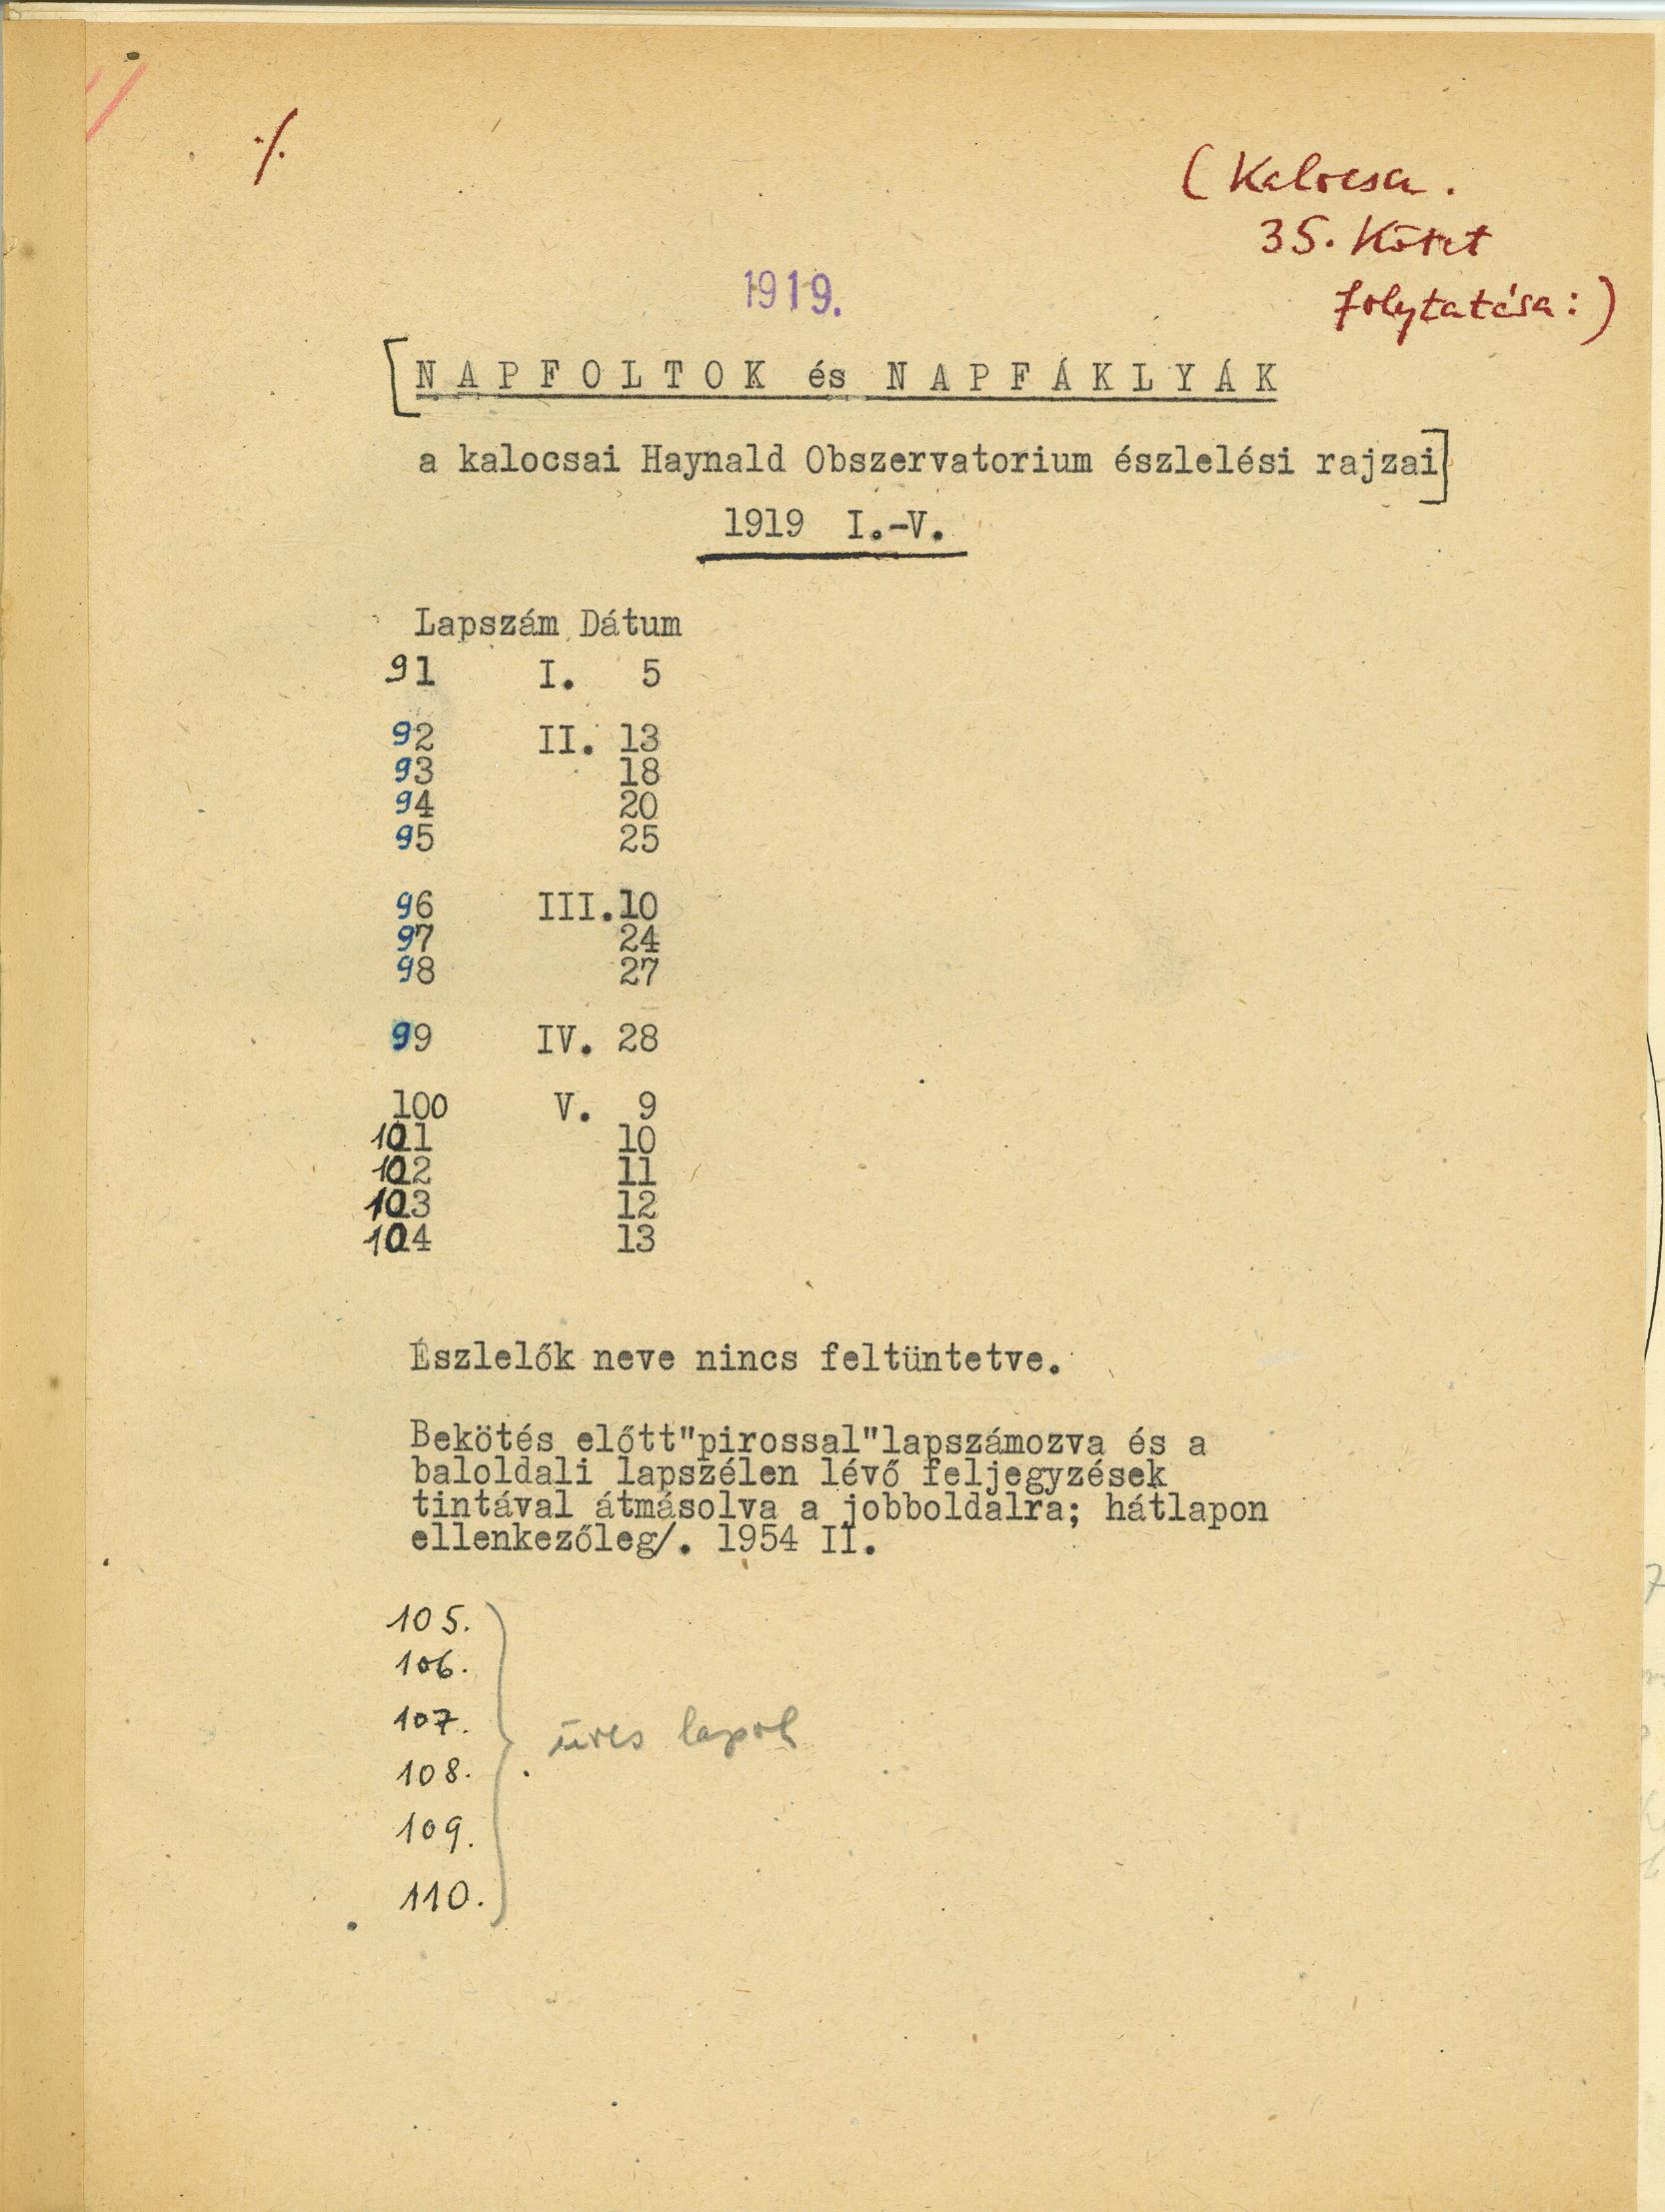 ./.
(Kalocsa.
35. Kötet
folytatása:)
1919.
[NAPFOLTOK és NAPFÁKLYÁK
a kalocsai Haynald Obszervatorium észlelési rajzai]
1919 I.-V.
Lapszám Dátum
91 I. 5
92 II. 13
93 18
94 20
95 25
96 III. 10
97 24
98 27
99 IV. 28
100 V. 9
101 10
102 11
103 12
104 13
Észlelők neve nincs feltüntetve.
Bekötés előtt"pirossal"lapszámozva és a
baloldali lapszélen lévő feljegyzések
tintával átmásolva a jobboldalra; hátlapon
ellenkezőleg/. 1954 II.
105.
106.
107.
üres lapok
108.
109.
110.